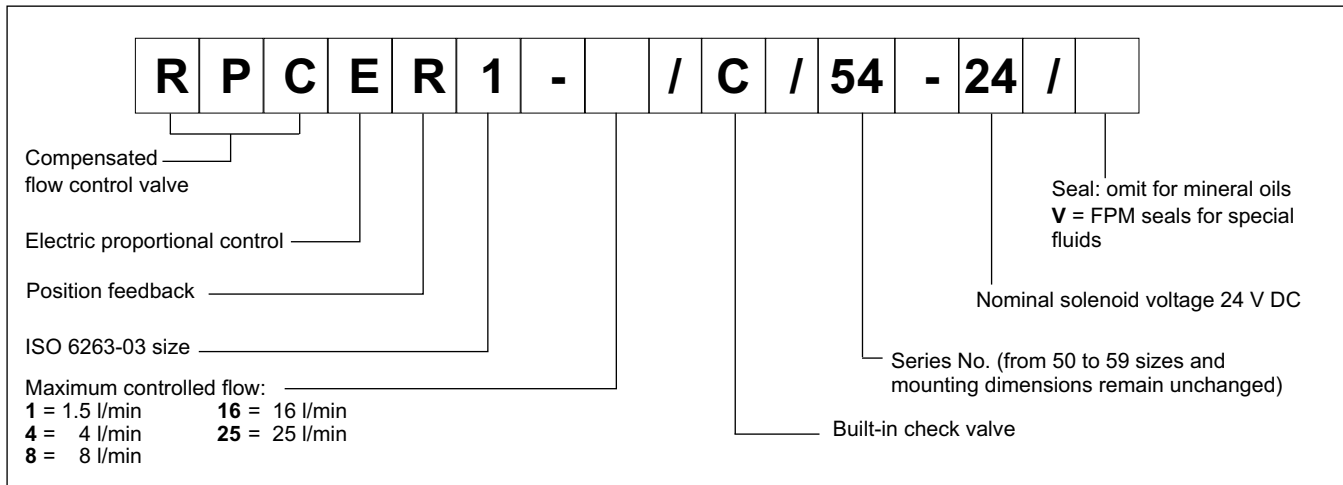 R P C E R 1 - / C / 54 - 24 /
Compensated
flow control valve
Electric proportional control
Position feedback
ISO 6263-03 size
Maximum controlled flow:
1 = 1.5 l/min 16 = 16 l/min
4 = 4 l/min 25 = 25 l/min
8 = 8 l/min
Seal: omit for mineral oils
V = FPM seals for special
fluids
Nominal solenoid voltage 24 V DC
Series No. (from 50 to 59 sizes and
mounting dimensions remain unchanged)
Built-in check valve